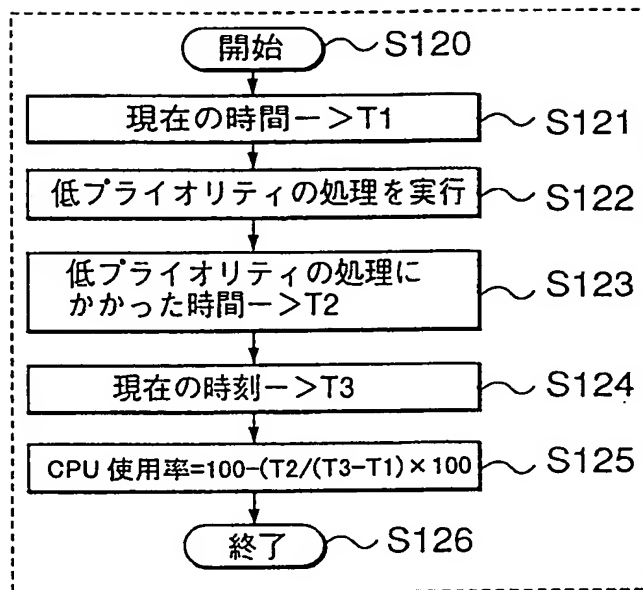 開始 S120
現在の時間ー>T1 S121
低プライオリティの処理を実行 S122
低プライオリティの処理に
かかった時間ー>T2 S123
現在の時刻ー>T3 S124
CPU 使用率=100-(T2/(T3-T1)×100 S125
終了 S126